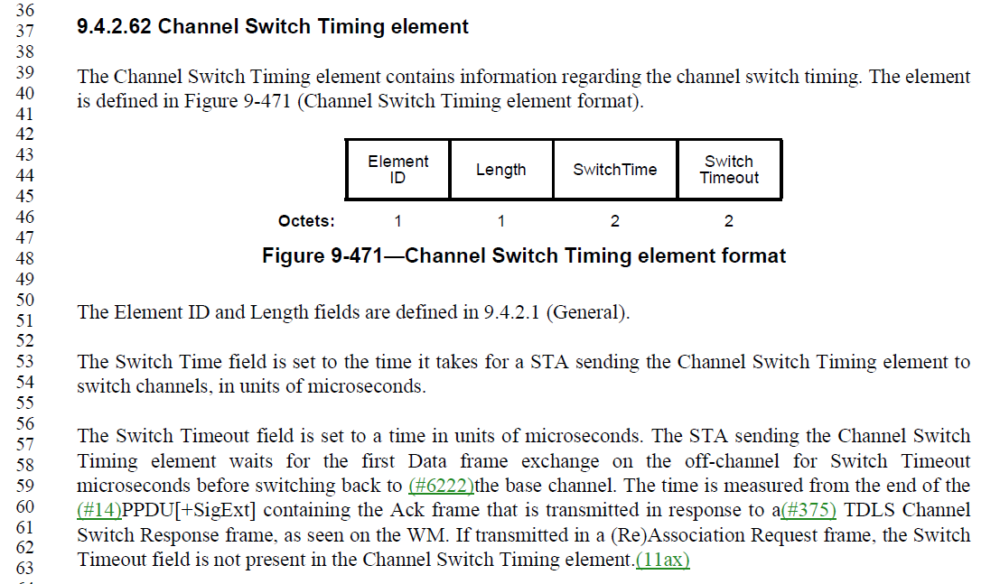 36
37 9.4.2.62 Channel Switch Timing element
38
39 The Channel Switch Timing element contains information regarding the channel switch timing. The element
40 is defined in Figure 9-471 (Channel Switch Timing element format).
41
42
43
44 Element ID Length SwitchTime Switch Timeout
45
46 Octets: 1 1 2 2
47
48 Figure 9-471—Channel Switch Timing element format
49
50
51 The Element ID and Length fields are defined in 9.4.2.1 (General).
52
53 The Switch Time field is set to the time it takes for a STA sending the Channel Switch Timing element to
54 switch channels, in units of microseconds.
55
56
57 The Switch Timeout field is set to a time in units of microseconds. The STA sending the Channel Switch
58 Timing element waits for the first Data frame exchange on the off-channel for Switch Timeout
59 microseconds before switching back to (#6222)the base channel. The time is measured from the end of the
60 (#14)PPDU[+SigExt] containing the Ack frame that is transmitted in response to a(#375) TDLS Channel
61 Switch Response frame, as seen on the WM. If transmitted in a (Re)Association Request frame, the Switch
62 Timeout field is not present in the Channel Switch Timing element.(11ax)
63